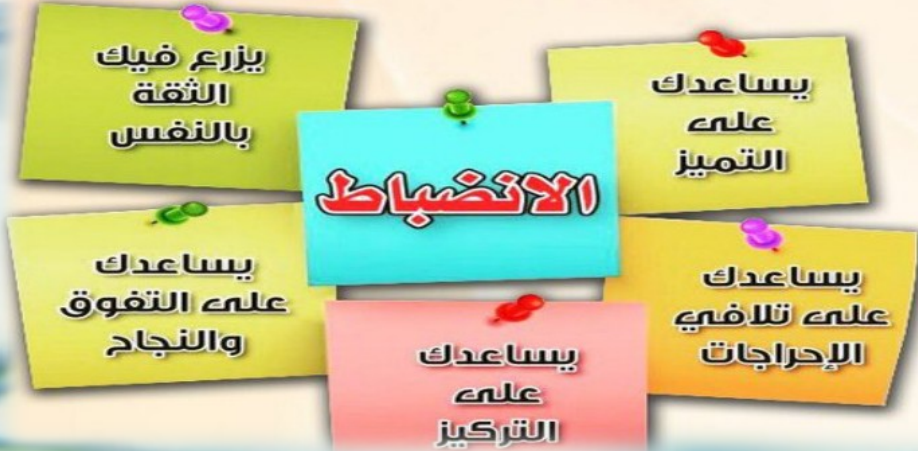 يزرع فيك
الثقة
بالنفس
يساعدك
على
التميز
الانضباط
يساعدك
على التفوق
والنجاح
يساعدك
على تلافي
الإحراجات
يساعدك
على
التركيز